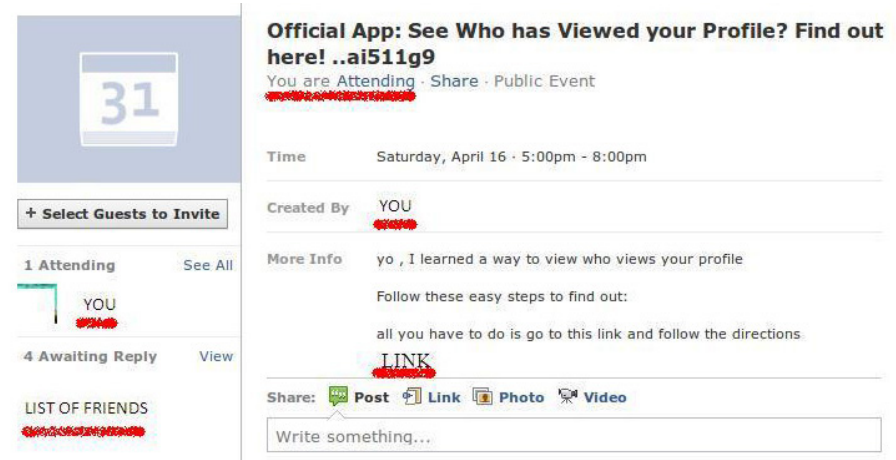 Official App: See Who has Viewed your Profile? Find out
here! ..ai511g9
You are Attending · Share · Public Event
31
Time Saturday, April 16 · 5:00pm - 8:00pm
+ Select Guests to Invite
Created By YOU
1 Attending See All
YOU
More Info yo , I learned a way to view who views your profile
Follow these easy steps to find out:
all you have to do is go to this link and follow the directions
LINK
4 Awaiting Reply View
LIST OF FRIENDS
Share: Post Link Photo Video
Write something...